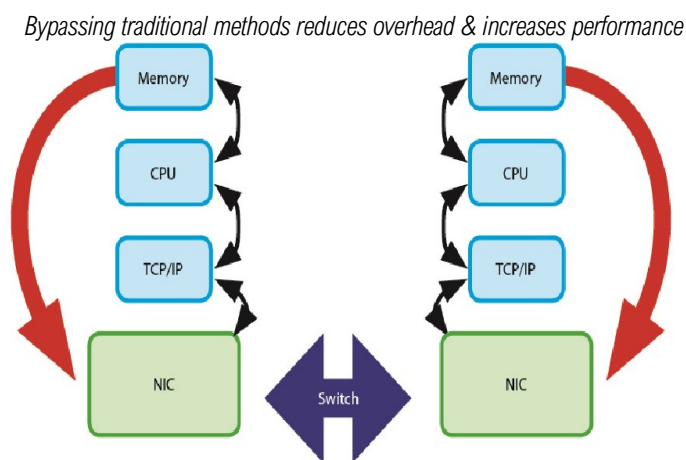 Bypassing traditional methods reduces overhead & increases performance
Memory
CPU
TCP/IP
NIC
Switch
Memory
CPU
TCP/IP
NIC